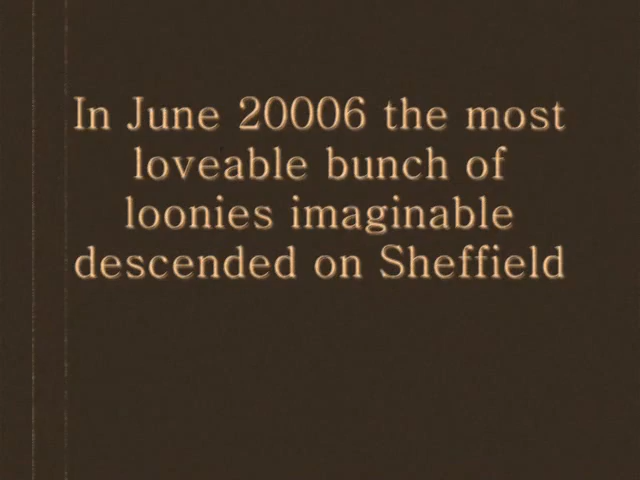 In June 20006 the most
loveable bunch of
loonies imaginable
descended on Sheffield